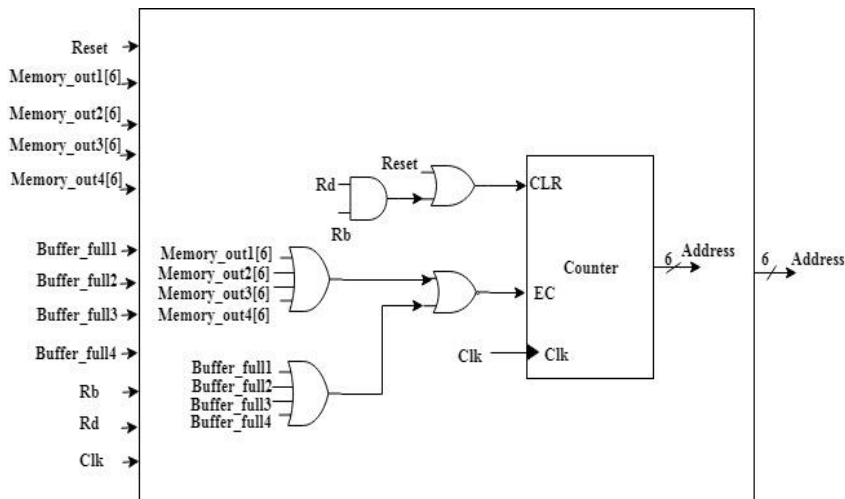 Reset
Memory_out1[6]
Memory_out2[6]
Memory_out3[6]
Memory_out4[6]
Buffer_full1
Buffer_full2
Buffer_full3
Buffer_full4
Rb
Rd
Clk
Reset
Rd
Rb
CLR
Memory_out1[6]
Memory_out2[6]
Memory_out3[6]
Memory_out4[6]
EC
Counter
Buffer_full1
Buffer_full2
Buffer_full3
Buffer_full4
Clk
Clk
6 Address
6 Address